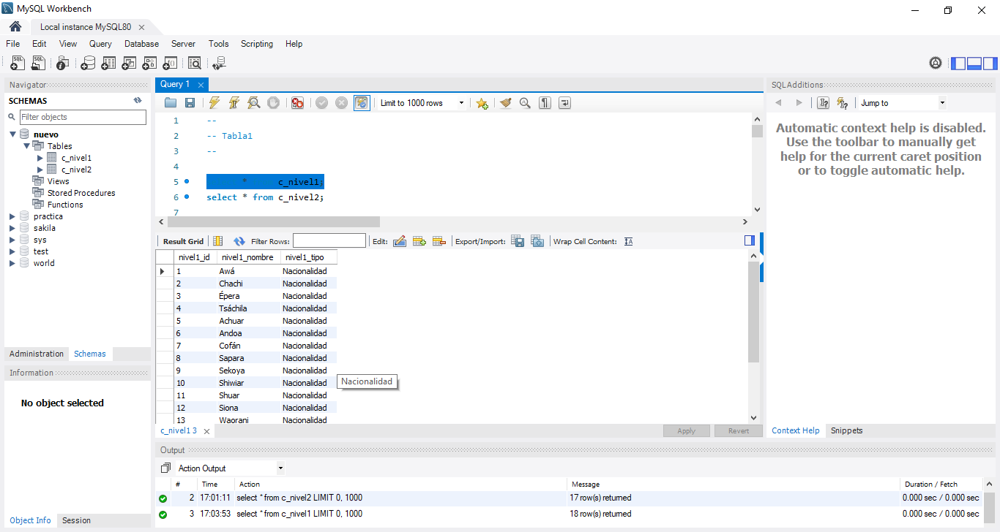 MySQL Workbench
Local instance MySQL80
File Edit View Query Database Server Tools Scripting Help
Navigator
SCHEMAS
Filter objects
nuevo
Tables
c_nivel1
c_nivel2
Views
Stored Procedures
Functions
practica
sakila
sys
test
world
Administration Schemas
Information
No object selected
Object Info Session
Query 1
Limit to 1000 rows
1 --
2 -- Tabla1
3 --
4
5 * c_nivel1;
6 select * from c_nivel2;
7
Result Grid Filter Rows: Edit: Export/Import: Wrap Cell Content:
nivel1_id nivel1_nombre nivel1_tipo
1 Awá Nacionalidad
2 Chachi Nacionalidad
3 Épera Nacionalidad
4 Tsáchila Nacionalidad
5 Achuar Nacionalidad
6 Andoa Nacionalidad
7 Cofán Nacionalidad
8 Sapara Nacionalidad
9 Sekoya Nacionalidad
10 Shiwiar Nacionalidad
11 Shuar Nacionalidad
12 Siona Nacionalidad
13 Waorani Nacionalidad
Nacionalidad
c_nivel1 3
Apply Revert
SQLAdditions
Jump to
Automatic context help is disabled.
Use the toolbar to manually get
help for the current caret position
or to toggle automatic help.
Context Help Snippets
Output
Action Output
# Time Action Message Duration / Fetch
2 17:01:11 select * from c_nivel2 LIMIT 0, 1000 17 row(s) returned 0.000 sec / 0.000 sec
3 17:03:53 select * from c_nivel1 LIMIT 0, 1000 18 row(s) returned 0.000 sec / 0.000 sec